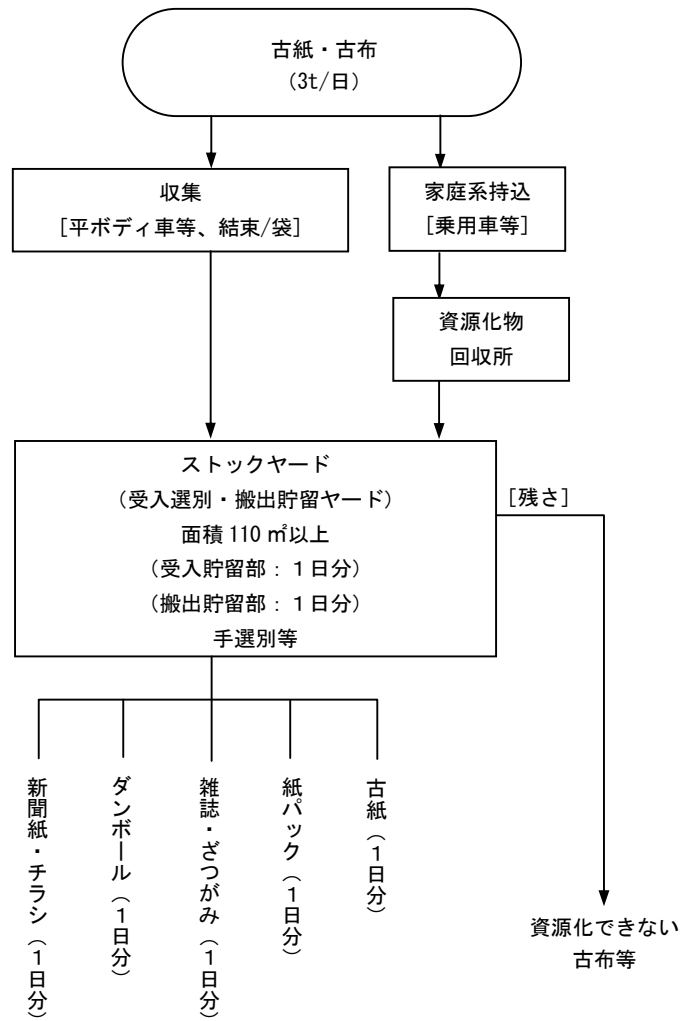 古紙・古布
(3t/日)
収集
[平ボディ車等、結束/袋]
家庭系持込
[乗用車等]
資源化物
回収所
ストックヤード
(受入選別・搬出貯留ヤード)
面積 110 ㎡以上
(受入貯留部：１日分)
(搬出貯留部：１日分)
手選別等
[残さ]
新聞紙・チラシ（１日分）
ダンボール（１日分）
雑誌・ざつがみ（１日分）
紙パック（１日分）
古紙（１日分）
資源化できない
古布等